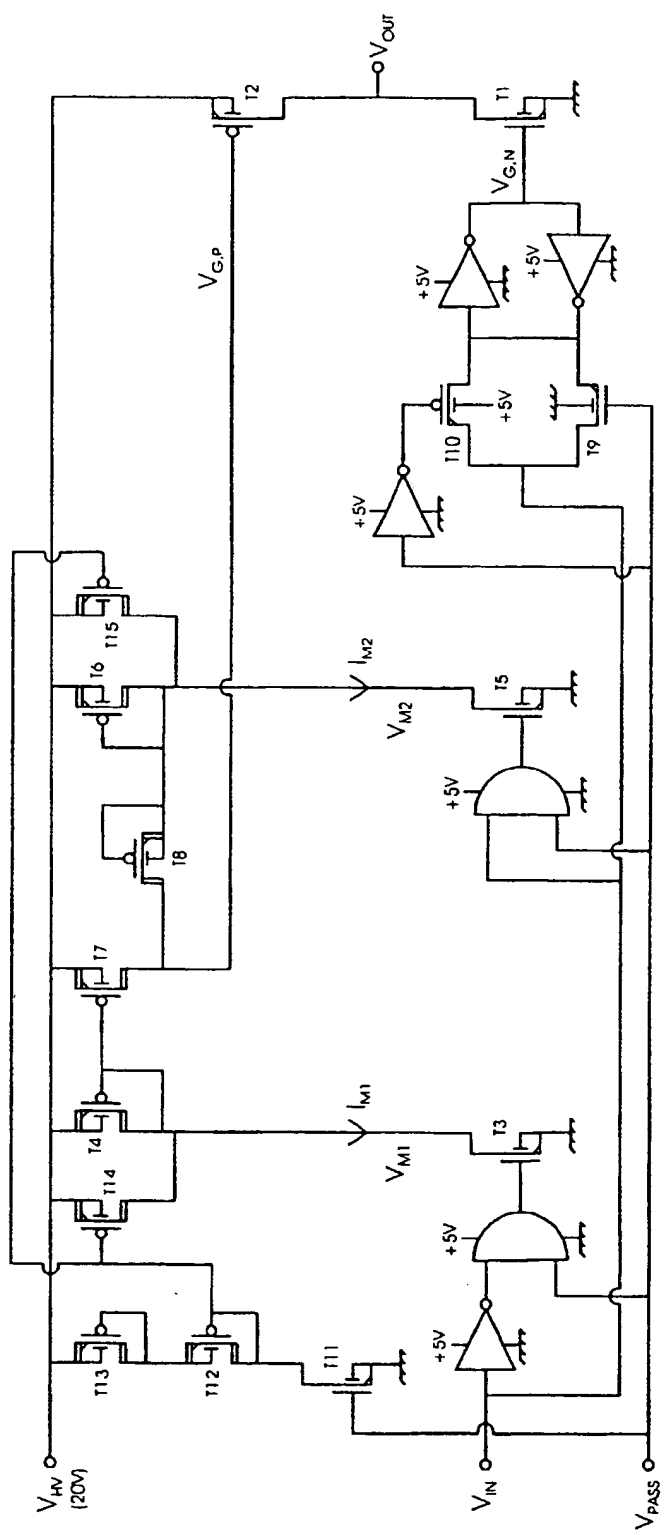 V_HV
(20V)
T13
T12
T11
T14
T4
T7
T8
T6
T15
T2
V_G,P
V_OUT
I_M1
V_M1
T3
+5V
+5V
I_M2
V_M2
T5
+5V
+5V
T10
+5V
T9
+5V
+5V
V_G,N
T1
V_IN
V_PASS